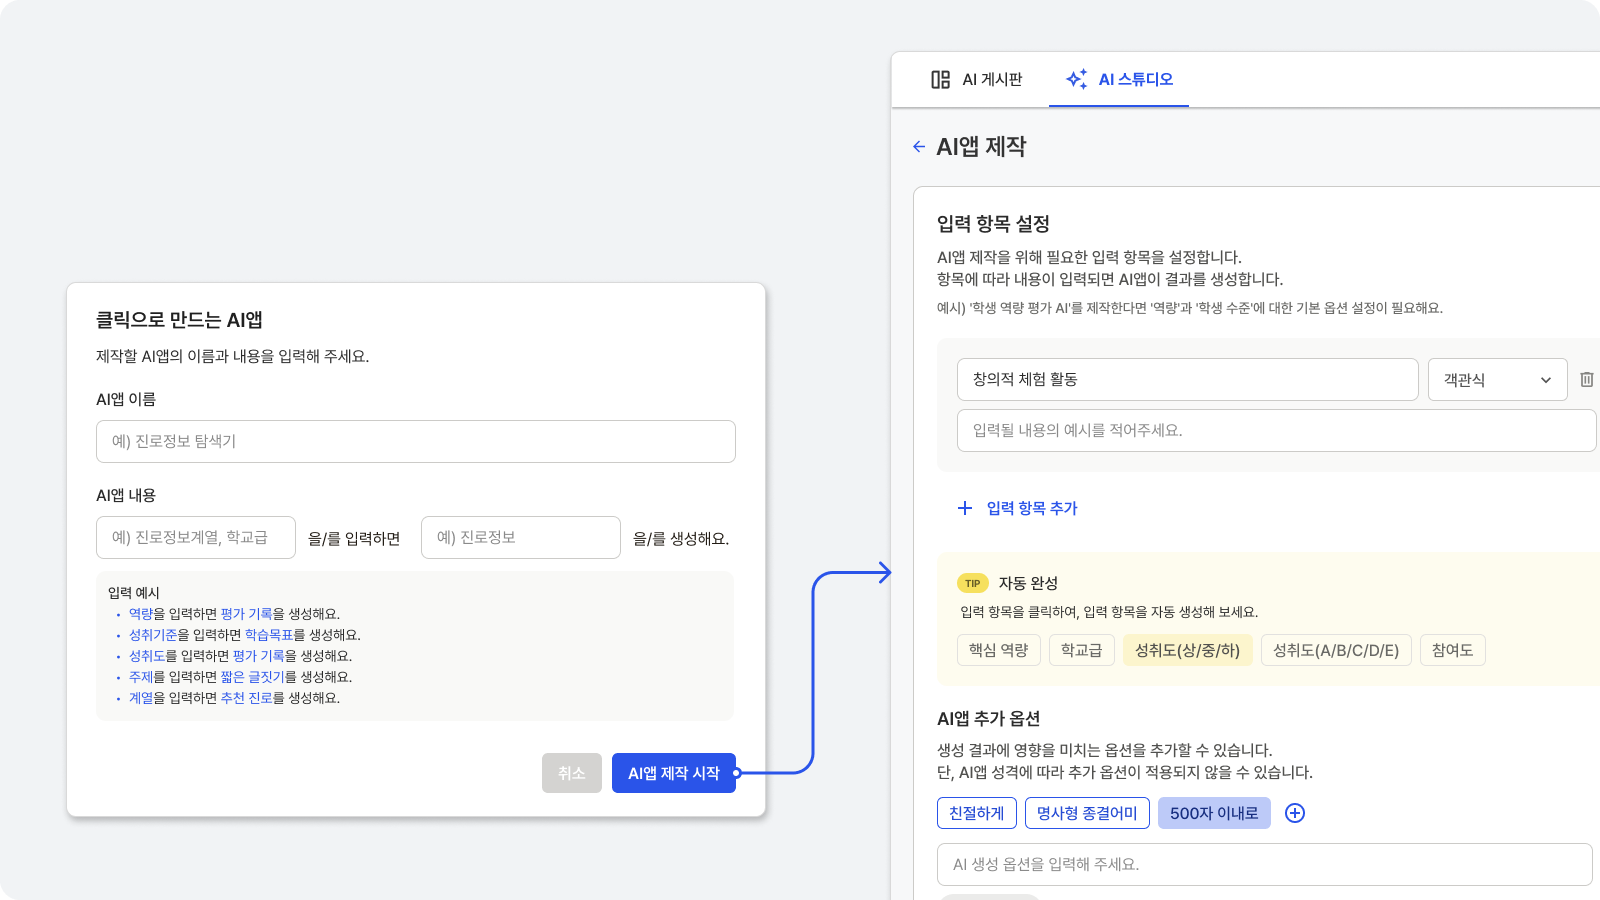 클릭으로 만드는 AI앱
제작할 AI앱의 이름과 내용을 입력해 주세요.
AI앱 이름
예) 진로정보 탐색기
AI앱 내용
예) 진로정보계열, 학교급 을/를 입력하면 예) 진로정보 을/를 생성해요.
입력 예시
• 역량을 입력하면 평가 기록을 생성해요.
• 성취기준을 입력하면 학습목표를 생성해요.
• 성취도를 입력하면 평가 기록을 생성해요.
• 주제를 입력하면 짧은 글짓기를 생성해요.
• 계열을 입력하면 추천 진로를 생성해요.
취소 AI앱 제작 시작
AI 게시판 AI 스튜디오
AI앱 제작
입력 항목 설정
AI앱 제작을 위해 필요한 입력 항목을 설정합니다.
항목에 따라 내용이 입력되면 AI앱이 결과를 생성합니다.
예시) '학생 역량 평가 AI'를 제작한다면 '역량'과 '학생 수준'에 대한 기본 옵션 설정이 필요해요.
창의적 체험 활동 객관식
입력될 내용의 예시를 적어주세요.
입력 항목 추가
TIP 자동 완성
입력 항목을 클릭하여, 입력 항목을 자동 생성해 보세요.
핵심 역량 학교급 성취도(상/중/하) 성취도(A/B/C/D/E) 참여도
AI앱 추가 옵션
생성 결과에 영향을 미치는 옵션을 추가할 수 있습니다.
단, AI앱 성격에 따라 추가 옵션이 적용되지 않을 수 있습니다.
친절하게 명사형 종결어미 500자 이내로
AI 생성 옵션을 입력해 주세요.